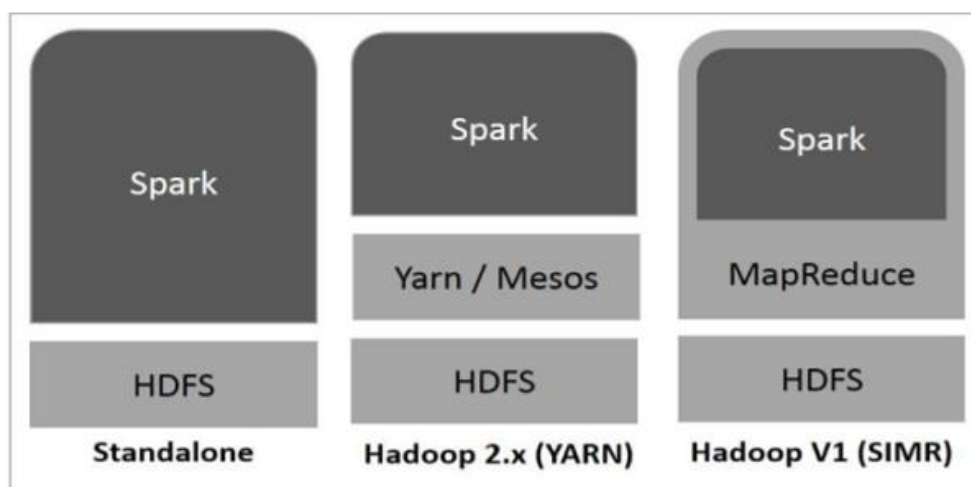 Spark
HDFS
Standalone
Spark
Yarn / Mesos
HDFS
Hadoop 2.x (YARN)
Spark
MapReduce
HDFS
Hadoop V1 (SIMR)